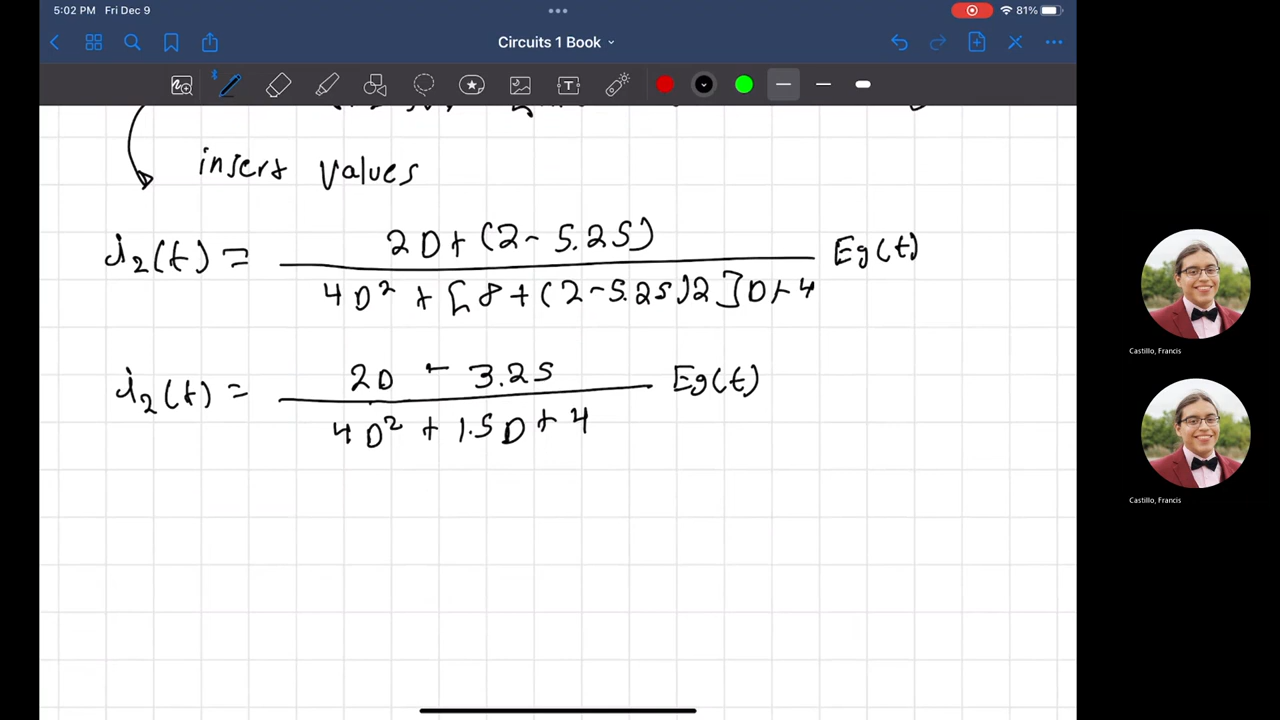 5:02 PM Fri Dec 9
81%
Circuits 1 Book
insert values
i₂(t) = 2D + (2 - 5.25) / 4D² + [8 + (2 - 5.25)2]D + 4 Eg(t)
i₂(t) = 2D - 3.25 / 4D² + 1.5D + 4 Eg(t)
Castillo, Francis
Castillo, Francis